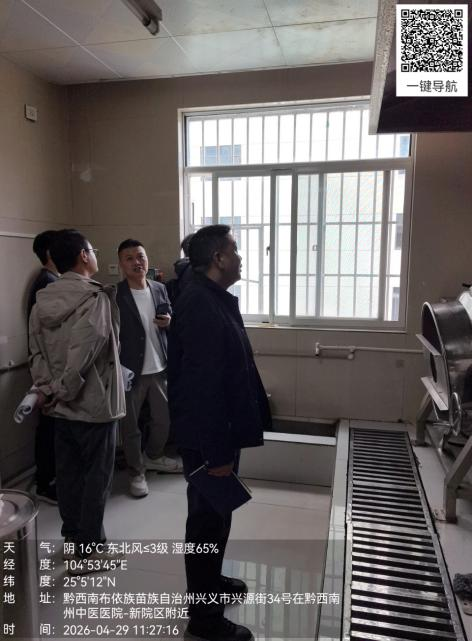 一键导航
天 气：阴 16°C 东北风≤3级 湿度65%
经 度：104°53'45"E
纬 度：25°5'12"N
地 址：黔西南布依族苗族自治州兴义市兴源街34号在黔西南
州中医医院-新院区附近
时 间：2026-04-29 11:27:16